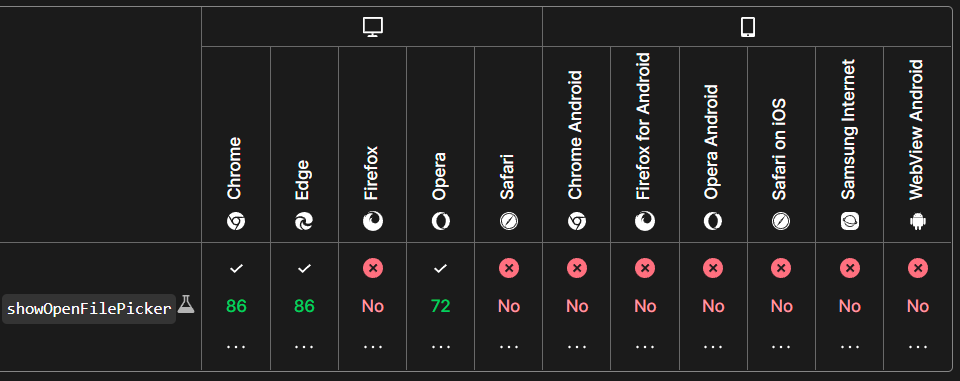 Chrome
Edge
Firefox
Opera
Safari
Chrome Android
Firefox for Android
Opera Android
Safari on iOS
Samsung Internet
WebView Android
showOpenFilePicker
86 86 No 72 No No No No No No No
... ... ... ... ... ... ... ... ... ... ...